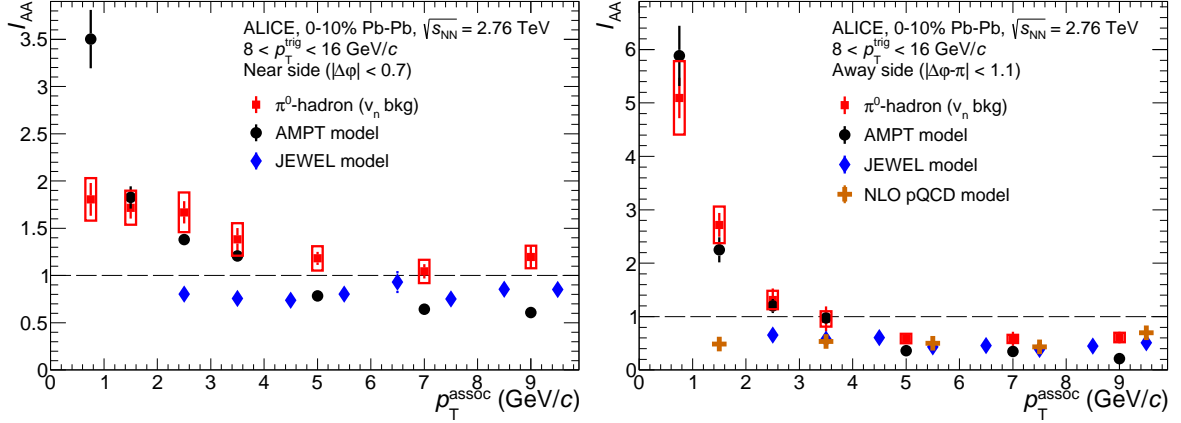 I_AA
ALICE, 0-10% Pb-Pb, √s_NN = 2.76 TeV
8 < p_T^trig < 16 GeV/c
Near side (|Δφ| < 0.7)
π⁰-hadron (v_n bkg)
AMPT model
JEWEL model
3.5
3
2.5
2
1.5
1
0.5
0
0 1 2 3 4 5 6 7 8 9
p_T^assoc (GeV/c)
I_AA
ALICE, 0-10% Pb-Pb, √s_NN = 2.76 TeV
8 < p_T^trig < 16 GeV/c
Away side (|Δφ-π| < 1.1)
π⁰-hadron (v_n bkg)
AMPT model
JEWEL model
NLO pQCD model
6
5
4
3
2
1
0
0 1 2 3 4 5 6 7 8 9
p_T^assoc (GeV/c)